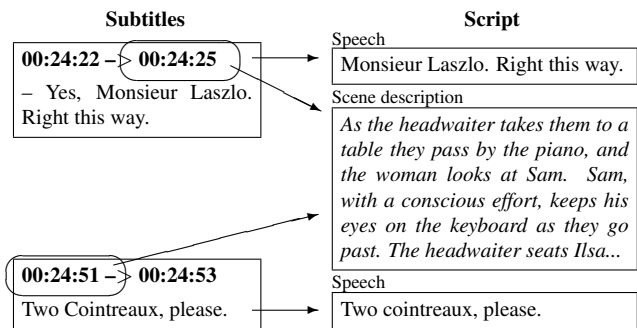 Subtitles
00:24:22 –> 00:24:25
– Yes, Monsieur Laszlo.
Right this way.
00:24:51 –> 00:24:53
Two Cointreaux, please.
Script
Speech
Monsieur Laszlo. Right this way.
Scene description
As the headwaiter takes them to a
table they pass by the piano, and
the woman looks at Sam. Sam,
with a conscious effort, keeps his
eyes on the keyboard as they go
past. The headwaiter seats Ilsa...
Speech
Two cointreaux, please.